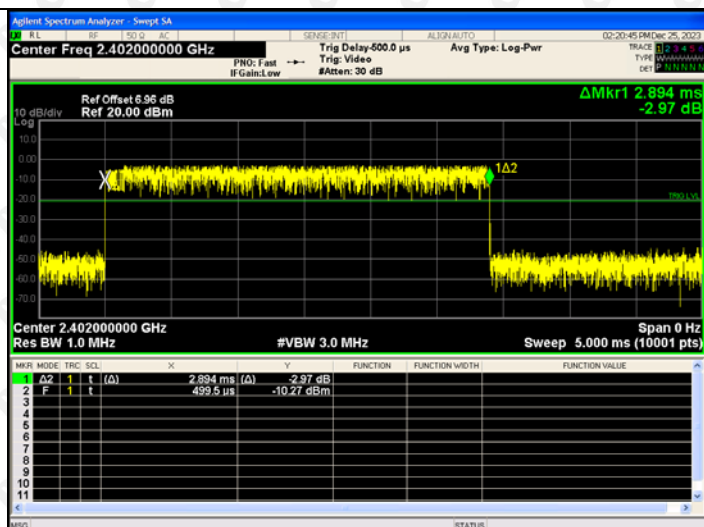 Agilent Spectrum Analyzer - Swept SA
RL RF 50 Ω AC SENSE:INT ALIGN AUTO 02:20:45 PM Dec 25, 2023
Center Freq 2.402000000 GHz
PNO: Fast
IFGain:Low
Trig Delay-500.0 µs
Trig: Video
#Atten: 30 dB
Avg Type: Log-Pwr
TRACE 1 2 3 4 5 6
TYPE W
DET P N N N N N
ΔMkr1 2.894 ms
-2.97 dB
Ref Offset 6.96 dB
10 dB/div Ref 20.00 dBm
Log
10.0
0.00
-10.0
-20.0
-30.0
-40.0
-50.0
-60.0
-70.0
1Δ2
TRIG LVL
Center 2.402000000 GHz Span 0 Hz
Res BW 1.0 MHz #VBW 3.0 MHz Sweep 5.000 ms (10001 pts)
MKR MODE TRC SCL X Y FUNCTION FUNCTION WIDTH FUNCTION VALUE
1 Δ2 1 t (Δ) 2.894 ms (Δ) -2.97 dB
2 F 1 t 499.5 µs -10.27 dBm
3
4
5
6
7
8
9
10
11
MSG STATUS